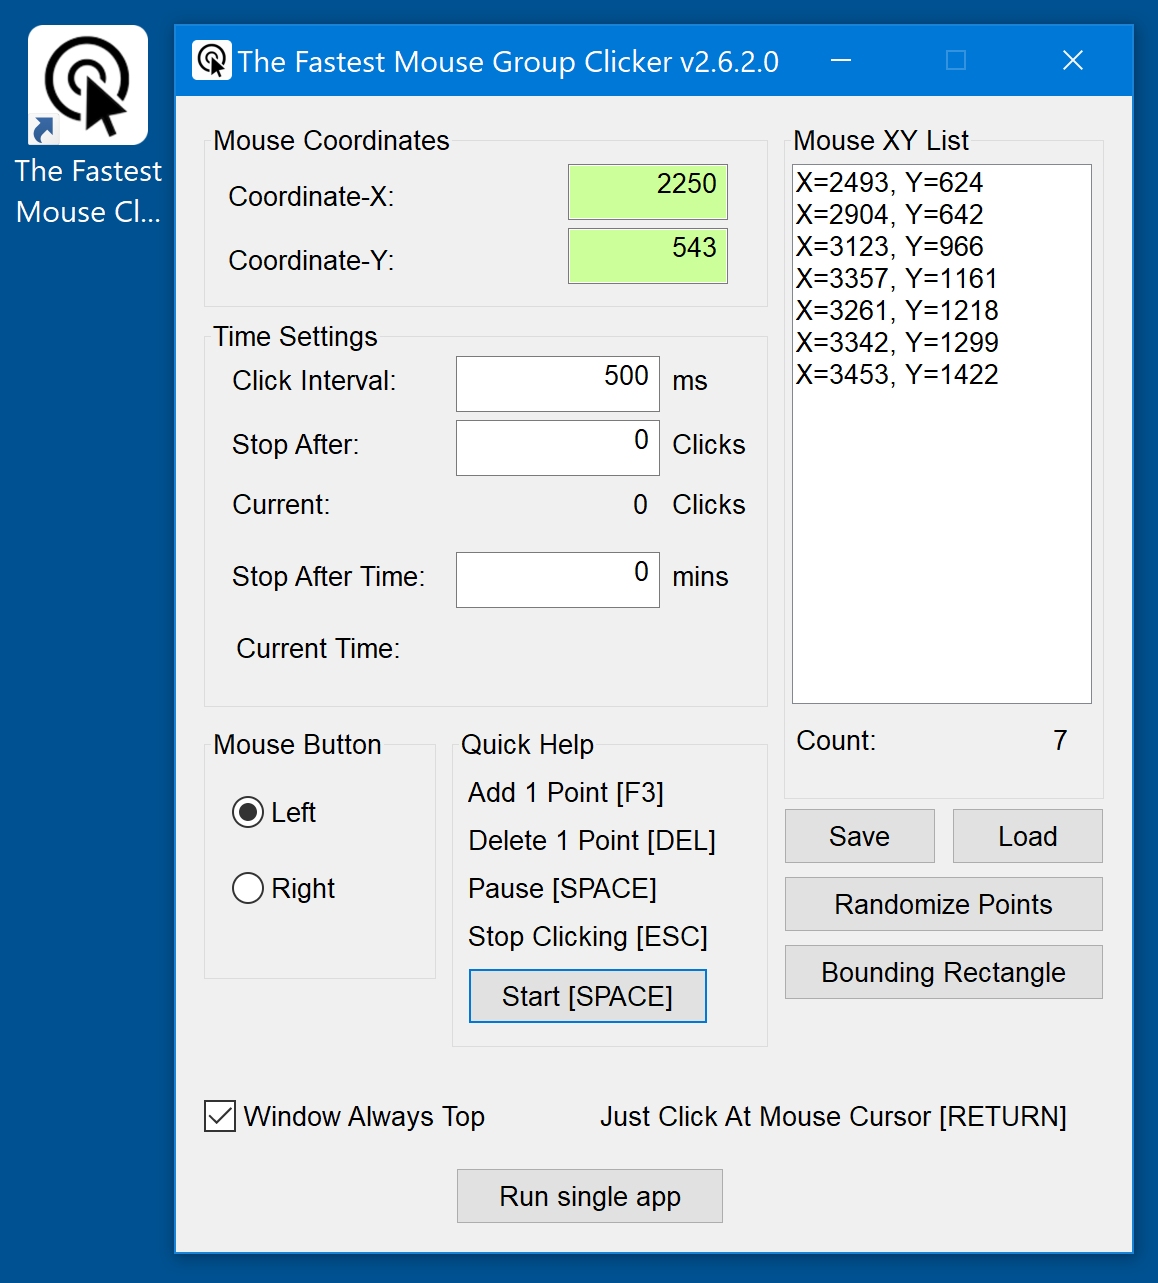 The Fastest
Mouse Cl...
The Fastest Mouse Group Clicker v2.6.2.0
Mouse Coordinates
Coordinate-X: 2250
Coordinate-Y: 543
Time Settings
Click Interval: 500 ms
Stop After: 0 Clicks
Current: 0 Clicks
Stop After Time: 0 mins
Current Time:
Mouse XY List
X=2493, Y=624
X=2904, Y=642
X=3123, Y=966
X=3357, Y=1161
X=3261, Y=1218
X=3342, Y=1299
X=3453, Y=1422
Count: 7
Mouse Button
Left
Right
Quick Help
Add 1 Point [F3]
Delete 1 Point [DEL]
Pause [SPACE]
Stop Clicking [ESC]
Start [SPACE]
Save Load
Randomize Points
Bounding Rectangle
Window Always Top Just Click At Mouse Cursor [RETURN]
Run single app